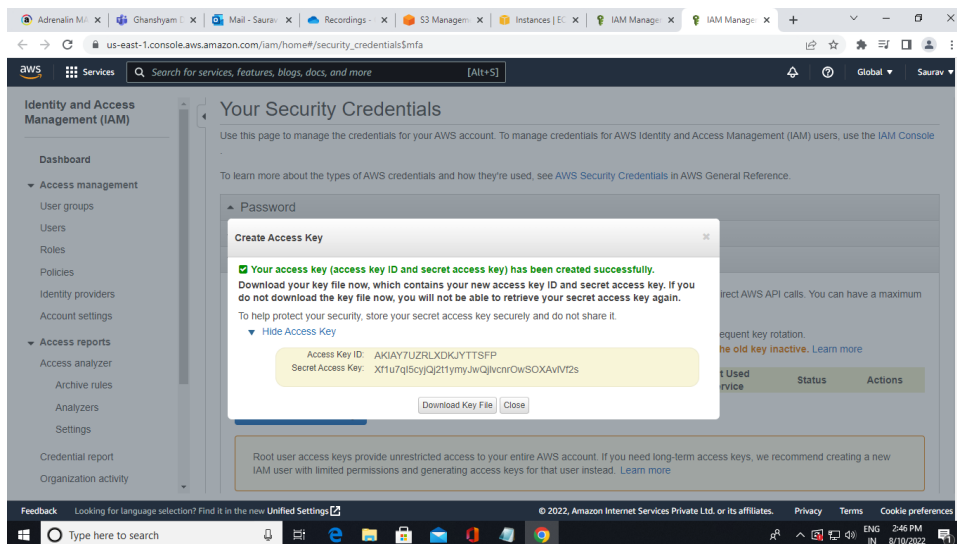 Adrenalin MA
Ghanshyam D
Mail - Saurav
Recordings -
S3 Managem
Instances | EC
IAM Manager
IAM Manager
us-east-1.console.aws.amazon.com/iam/home#/security_credentials$mfa
aws
Services
Search for services, features, blogs, docs, and more
[Alt+S]
Global
Saurav
Identity and Access
Management (IAM)
Dashboard
Access management
User groups
Users
Roles
Policies
Identity providers
Account settings
Access reports
Access analyzer
Archive rules
Analyzers
Settings
Credential report
Organization activity
Your Security Credentials
Use this page to manage the credentials for your AWS account. To manage credentials for AWS Identity and Access Management (IAM) users, use the IAM Console
.
To learn more about the types of AWS credentials and how they're used, see AWS Security Credentials in AWS General Reference.
Password
Create Access Key
Your access key (access key ID and secret access key) has been created successfully.
Download your key file now, which contains your new access key ID and secret access key. If you
do not download the key file now, you will not be able to retrieve your secret access key again.
To help protect your security, store your secret access key securely and do not share it.
Hide Access Key
Access Key ID: AKIAY7UZRLXDKJYTTSFP
Secret Access Key:
Download Key File
Close
irect AWS API calls. You can have a maximum
equent key rotation.
he old key inactive. Learn more
t Used
rvice
Status
Actions
Root user access keys provide unrestricted access to your entire AWS account. If you need long-term access keys, we recommend creating a new
IAM user with limited permissions and generating access keys for that user instead. Learn more
Feedback
Looking for language selection? Find it in the new Unified Settings
© 2022, Amazon Internet Services Private Ltd. or its affiliates.
Privacy
Terms
Cookie preferences
Type here to search
ENG
IN
2:46 PM
8/10/2022